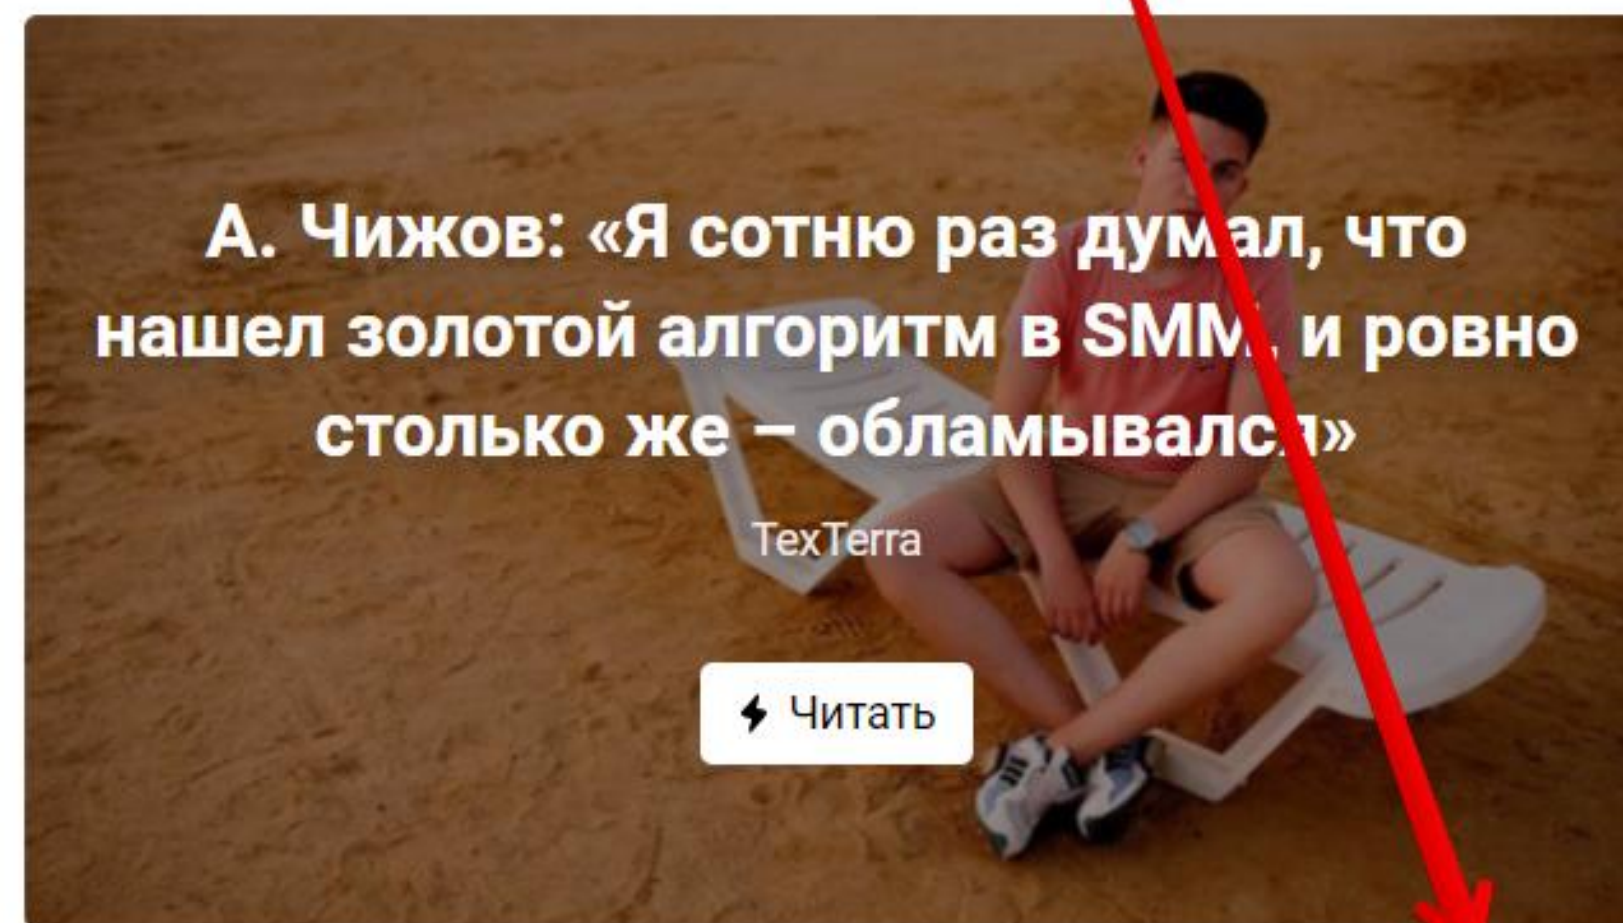 А. Чижов: «Я сотню раз думал, что
нашел золотой алгоритм в SMM, и ровно
столько же – обламывался»
TexTerra
Читать